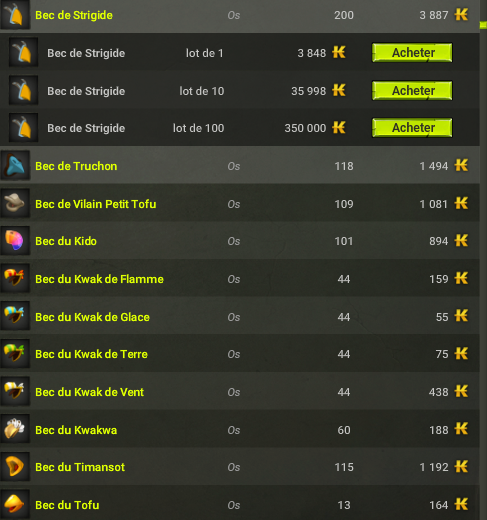 Bec de Strigide Os 200 3 887
Bec de Strigide lot de 1 3 848 Acheter
Bec de Strigide lot de 10 35 998 Acheter
Bec de Strigide lot de 100 350 000 Acheter
Bec de Truchon Os 118 1 494
Bec de Vilain Petit Tofu Os 109 1 081
Bec du Kido Os 101 894
Bec du Kwak de Flamme Os 44 159
Bec du Kwak de Glace Os 44 55
Bec du Kwak de Terre Os 44 75
Bec du Kwak de Vent Os 44 438
Bec du Kwakwa Os 60 188
Bec du Timansot Os 115 1 192
Bec du Tofu Os 13 164